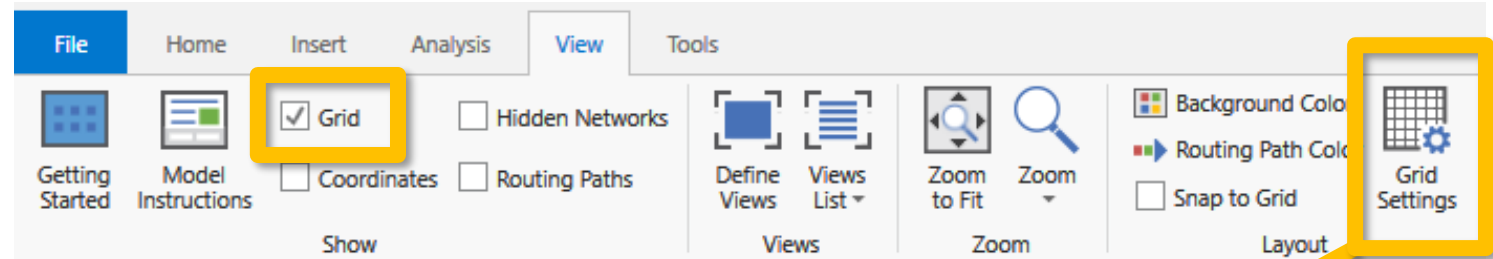 File Home Insert Analysis View Tools
Grid Hidden Networks Background Colo
Routing Path Colo
Getting Started Model Instructions Coordinates Routing Paths Define Views Views List Zoom to Fit Zoom Snap to Grid Grid Settings
Show Views Zoom Layout